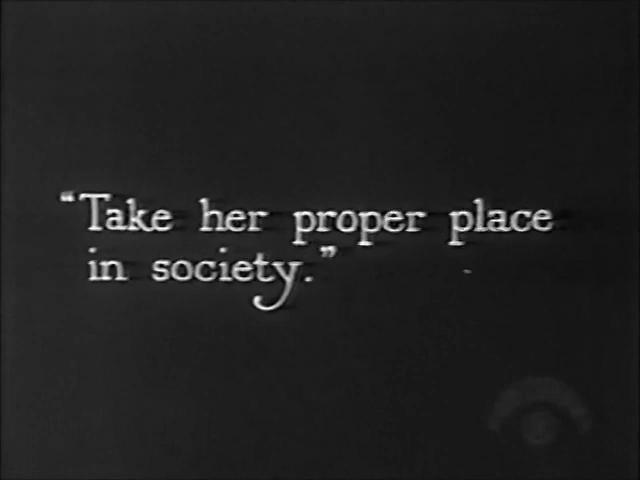 “Take her proper place
in society.”